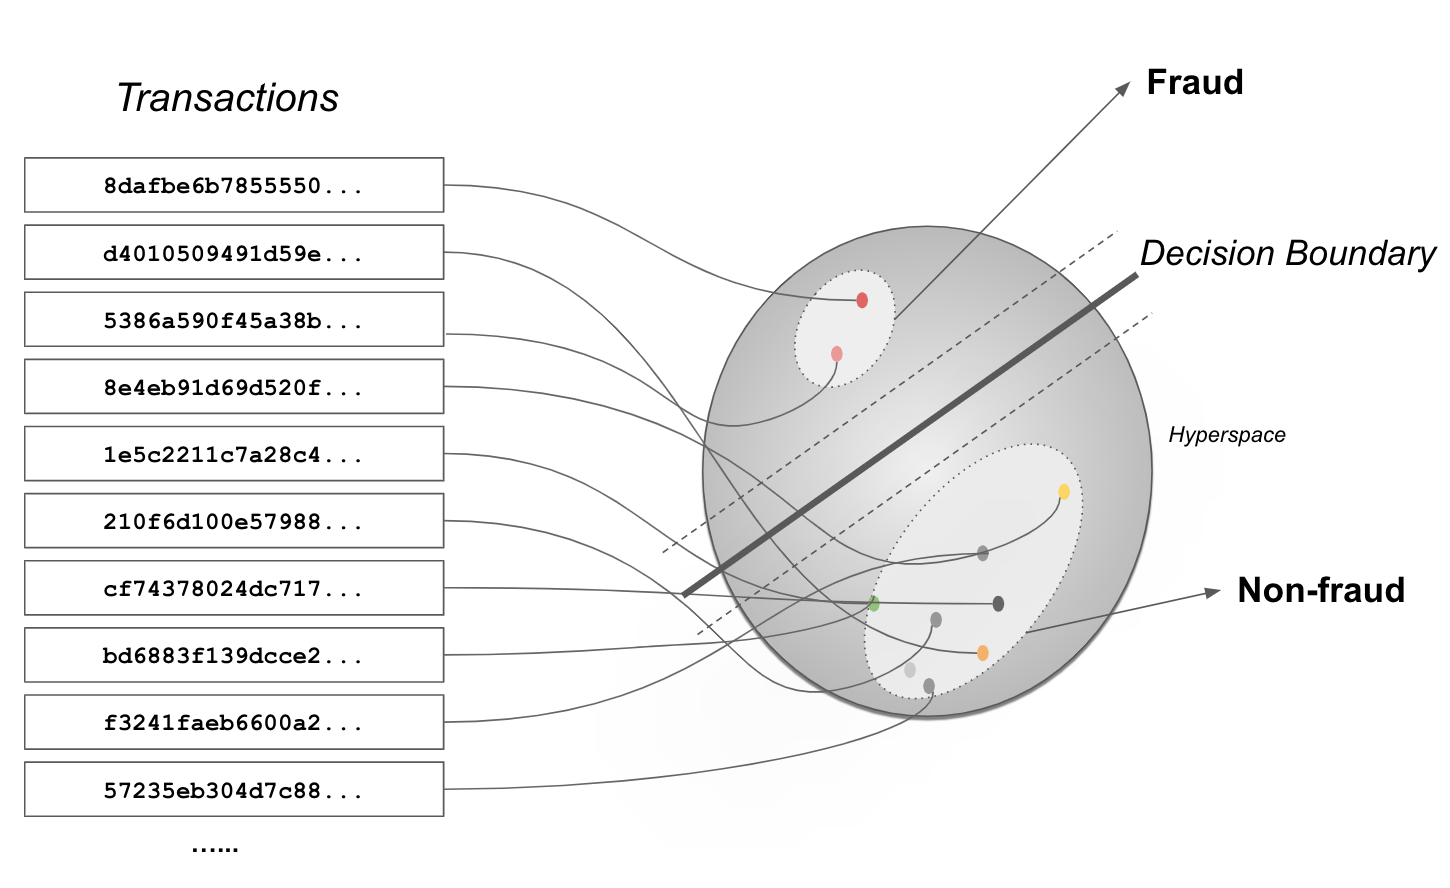 Transactions
8dafbe6b7855550...
d4010509491d59e...
5386a590f45a38b...
8e4eb91d69d520f...
1e5c2211c7a28c4...
210f6d100e57988...
cf74378024dc717...
bd6883f139dcce2...
f3241faeb6600a2...
57235eb304d7c88...
…...
Fraud
Decision Boundary
Hyperspace
Non-fraud